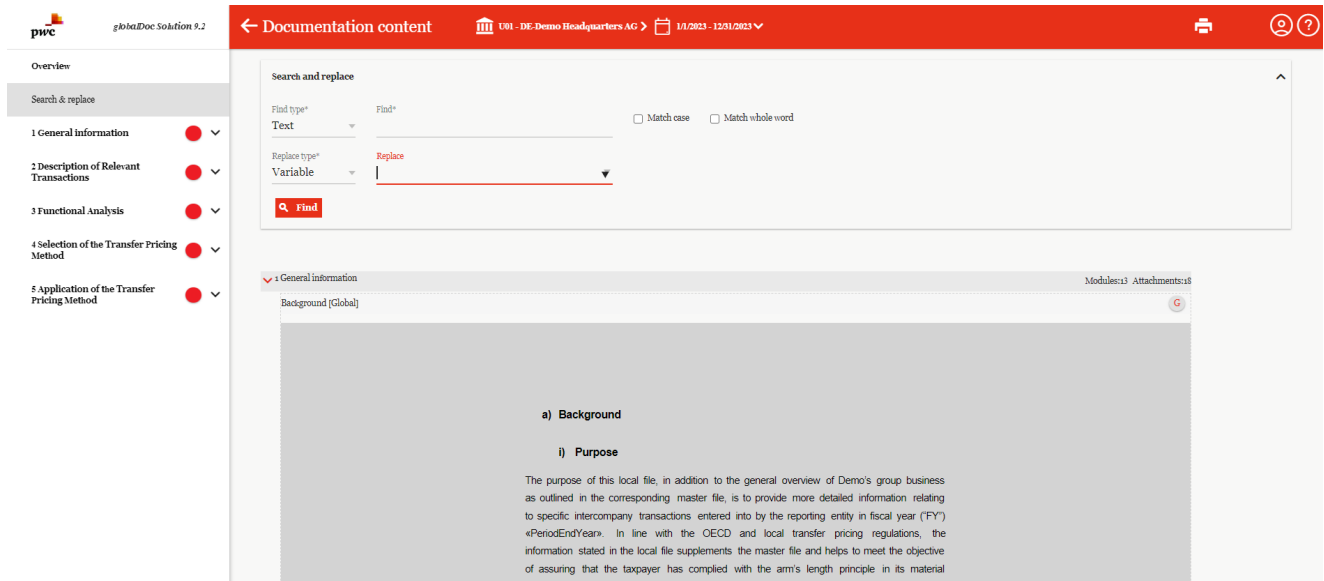 pwc
globalDoc Solution 9.2
Documentation content
U01 - DE-Demo Headquarters AG
1/1/2023 - 12/31/2023
Overview
Search & replace
1 General information
2 Description of Relevant
Transactions
3 Functional Analysis
4 Selection of the Transfer Pricing
Method
5 Application of the Transfer
Pricing Method
Search and replace
Find type*
Find*
Text
Match case
Match whole word
Replace type*
Replace
Variable
Find
1 General information
Modules:13 Attachments:18
Background [Global]
G
a) Background
i) Purpose
The purpose of this local file, in addition to the general overview of Demo's group business
as outlined in the corresponding master file, is to provide more detailed information relating
to specific intercompany transactions entered into by the reporting entity in fiscal year ("FY")
«PeriodEndYear». In line with the OECD and local transfer pricing regulations, the
information stated in the local file supplements the master file and helps to meet the objective
of assuring that the taxpayer has complied with the arm's length principle in its material